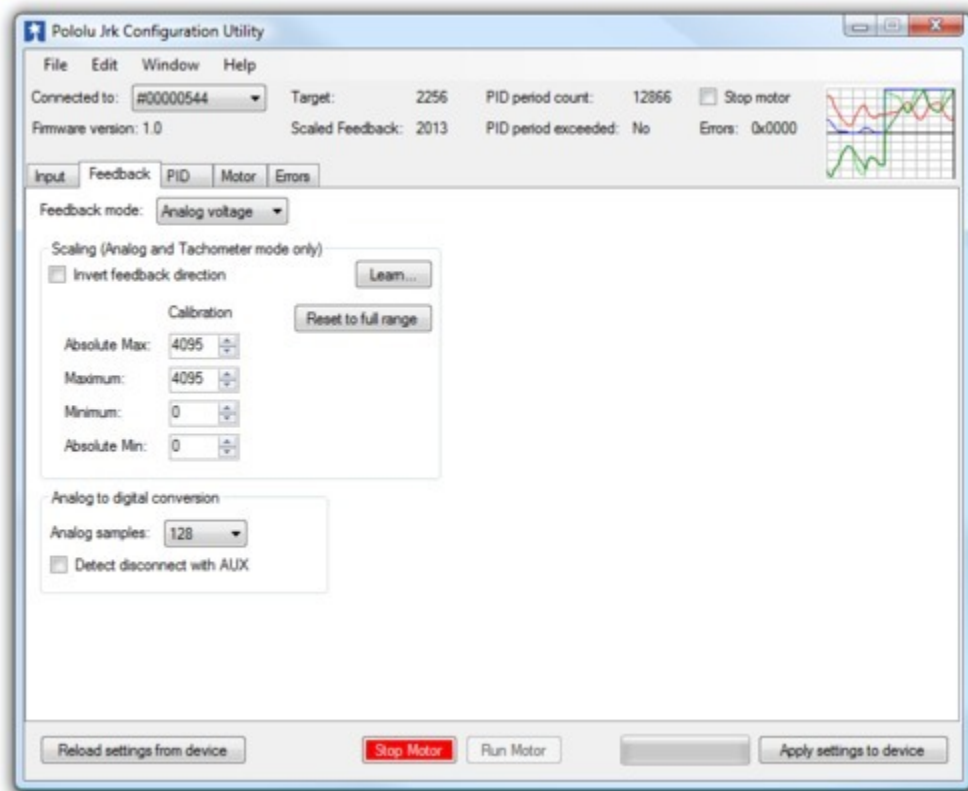 Pololu Jrk Configuration Utility
File Edit Window Help
Connected to: #00000544 Target: 2256 PID period count: 12866 Stop motor
Firmware version: 1.0 Scaled Feedback: 2013 PID period exceeded: No Errors: 0x0000
Input Feedback PID Motor Errors
Feedback mode: Analog voltage
Scaling (Analog and Tachometer mode only)
Invert feedback direction Learn...
Calibration Reset to full range
Absolute Max: 4095
Maximum: 4095
Minimum: 0
Absolute Min: 0
Analog to digital conversion
Analog samples: 128
Detect disconnect with AUX
Reload settings from device Stop Motor Run Motor Apply settings to device